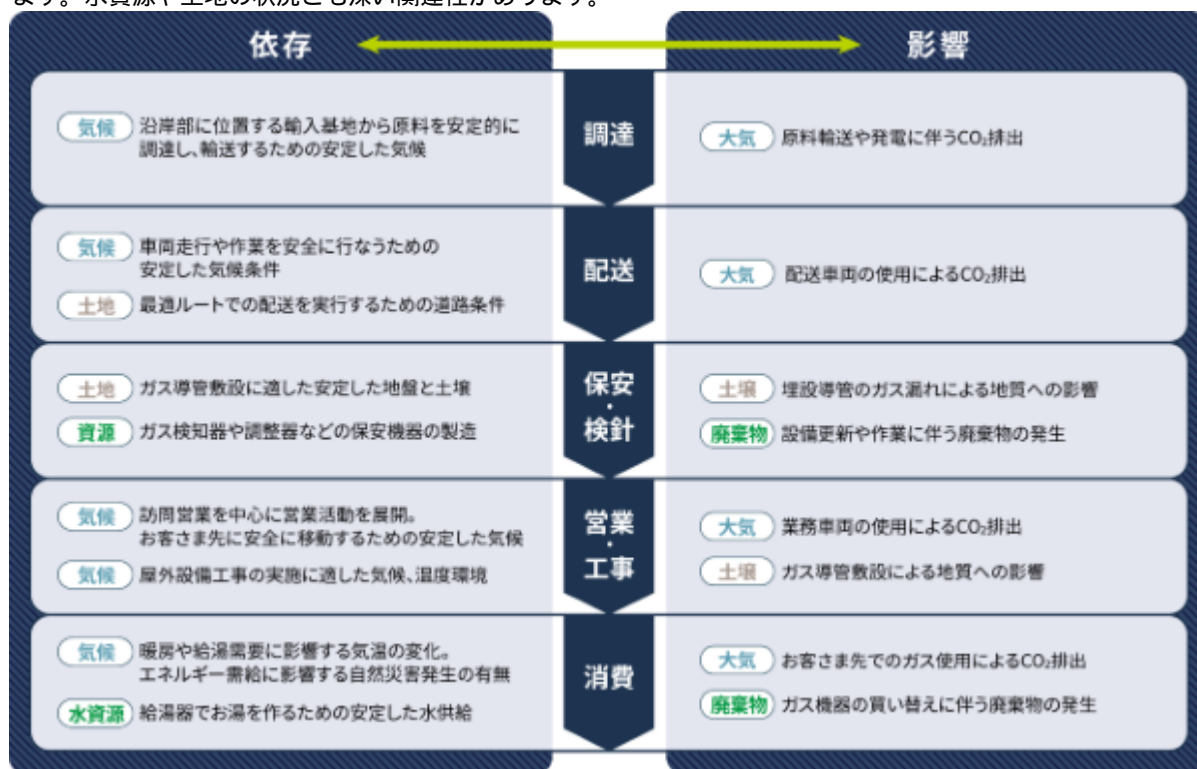 ます。水資源や土地の状況とも深い関連性があります。
依存
影響
気候 沿岸部に位置する輸入基地から原料を安定的に
調達し、輸送するための安定した気候
調達
大気 原料輸送や発電に伴うCO₂排出
気候 車両走行や作業を安全に行なうための
安定した気候条件
土地 最適ルートでの配送を実行するための道路条件
配送
大気 配送車両の使用によるCO₂排出
土地 ガス導管敷設に適した安定した地盤と土壌
資源 ガス検知器や調整器などの保安機器の製造
保安
・
検針
土壌 埋設導管のガス漏れによる地質への影響
廃棄物 設備更新や作業に伴う廃棄物の発生
気候 訪問営業を中心に営業活動を展開。
お客さま先に安全に移動するための安定した気候
気候 屋外設備工事の実施に適した気候、温度環境
営業
・
工事
大気 業務車両の使用によるCO₂排出
土壌 ガス導管敷設による地質への影響
気候 暖房や給湯需要に影響する気温の変化。
エネルギー需給に影響する自然災害発生の有無
水資源 給湯器でお湯を作るための安定した水供給
消費
大気 お客さま先でのガス使用によるCO₂排出
廃棄物 ガス機器の買い替えに伴う廃棄物の発生